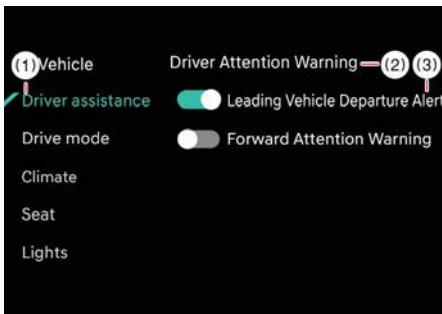 (1) Vehicle
Driver Attention Warning (2) (3)
Driver assistance
Leading Vehicle Departure Alert
Drive mode
Forward Attention Warning
Climate
Seat
Lights